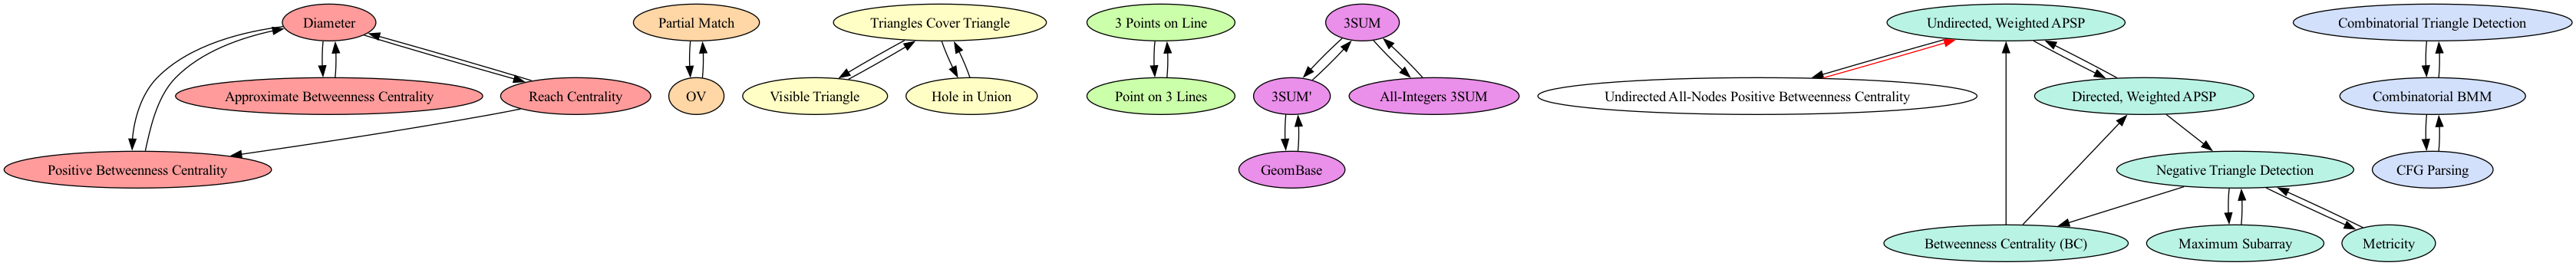 Diameter
Partial Match
Triangles Cover Triangle
3 Points on Line
3SUM
Undirected, Weighted APSP
Combinatorial Triangle Detection
Approximate Betweenness Centrality
Reach Centrality
OV
Visible Triangle
Hole in Union
Point on 3 Lines
3SUM'
All-Integers 3SUM
Undirected All-Nodes Positive Betweenness Centrality
Directed, Weighted APSP
Combinatorial BMM
Positive Betweenness Centrality
GeomBase
Negative Triangle Detection
CFG Parsing
Betweenness Centrality (BC)
Maximum Subarray
Metricity